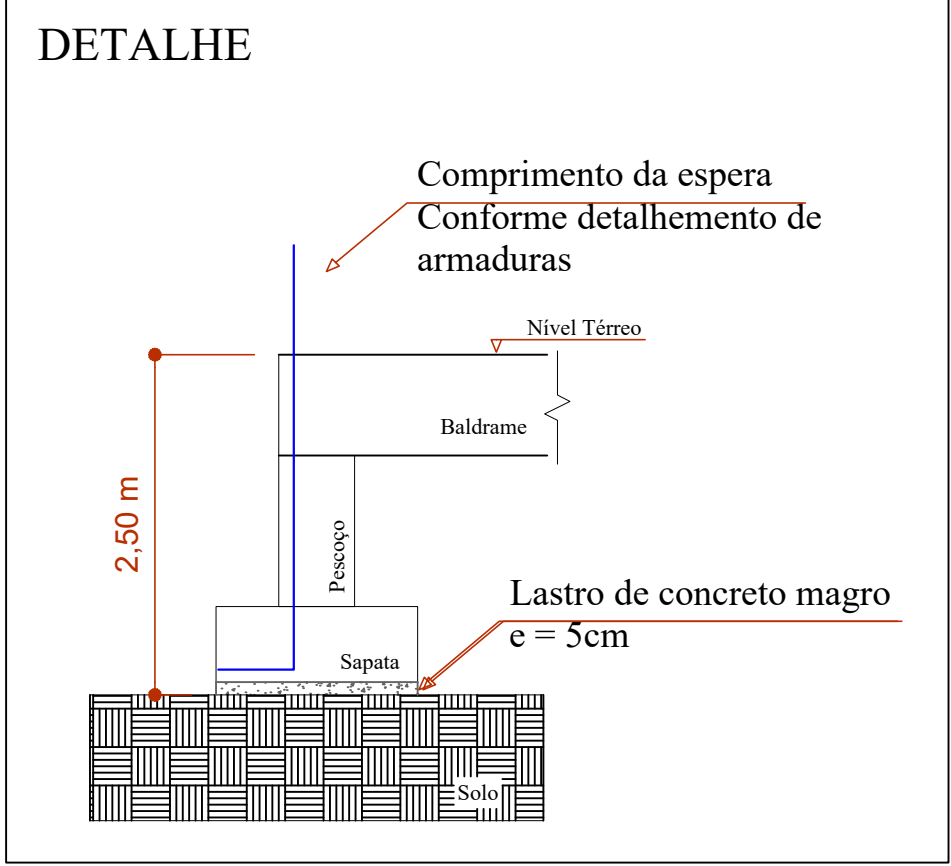 DETALHE
Comprimento da espera
Conforme detalhemento de
armaduras
Nível Térreo
Baldrame
2,50 m
Pescoço
Lastro de concreto magro
e = 5cm
Sapata
Solo